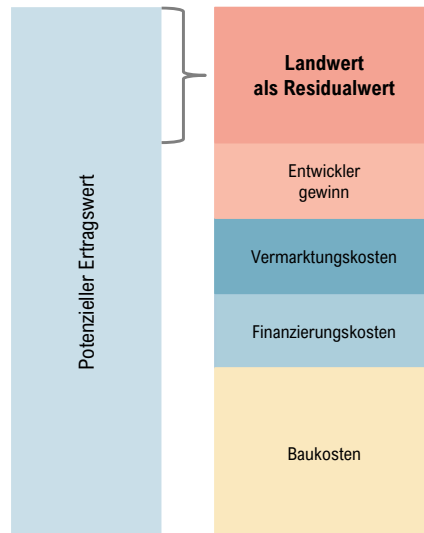 Potenzieller Ertragswert
Landwert
als Residualwert
Entwickler
gewinn
Vermarktungskosten
Finanzierungskosten
Baukosten